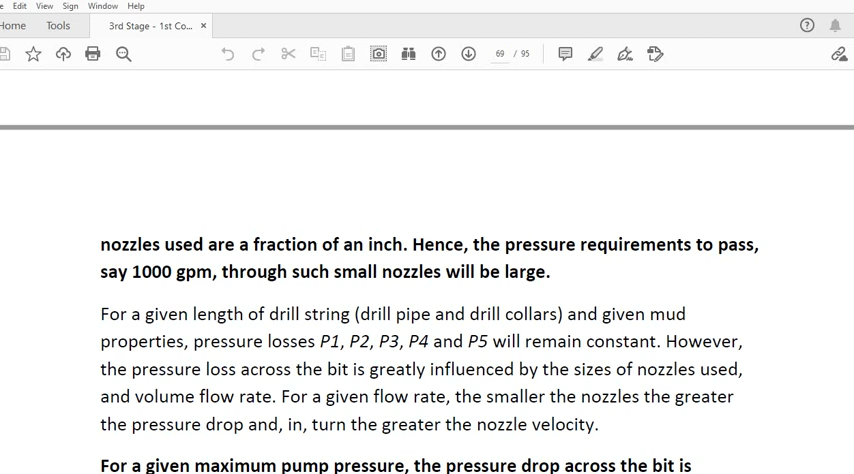 Edit View Sign Window Help
Home Tools 3rd Stage - 1st Co... ×
69 / 95
nozzles used are a fraction of an inch. Hence, the pressure requirements to pass,
say 1000 gpm, through such small nozzles will be large.
For a given length of drill string (drill pipe and drill collars) and given mud
properties, pressure losses P1, P2, P3, P4 and P5 will remain constant. However,
the pressure loss across the bit is greatly influenced by the sizes of nozzles used,
and volume flow rate. For a given flow rate, the smaller the nozzles the greater
the pressure drop and, in, turn the greater the nozzle velocity.
For a given maximum pump pressure, the pressure drop across the bit is